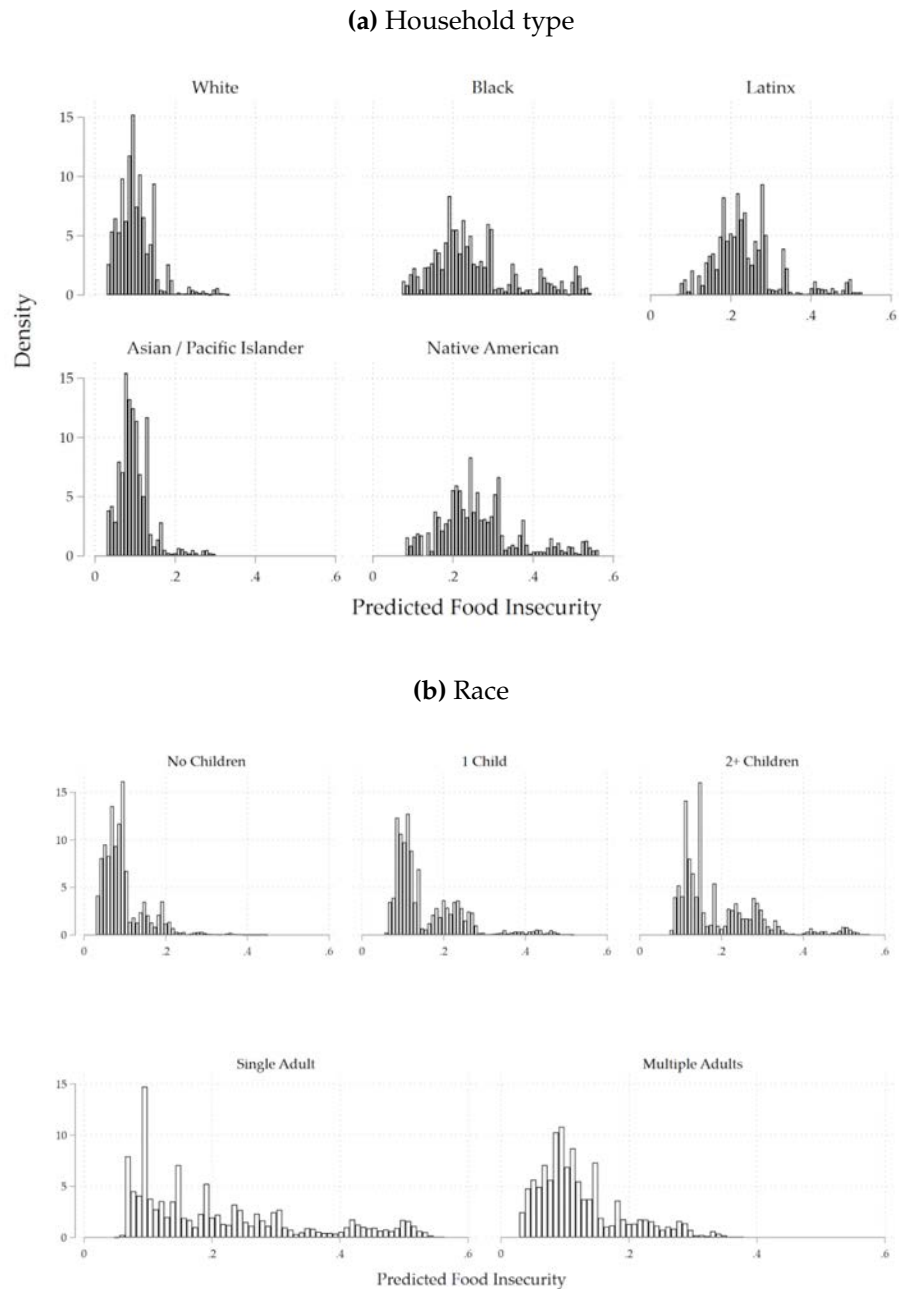 (a) Household type
White Black Latinx
15
10
5
0
0 .2 .4 .6
Density
Asian / Pacific Islander Native American
15
10
5
0
0 .2 .4 .6 0 .2 .4 .6
Predicted Food Insecurity
(b) Race
No Children 1 Child 2+ Children
15
10
5
0
0 .2 .4 .6 0 .2 .4 .6 0 .2 .4 .6
Single Adult Multiple Adults
15
10
5
0
0 .2 .4 .6 0 .2 .4 .6
Predicted Food Insecurity